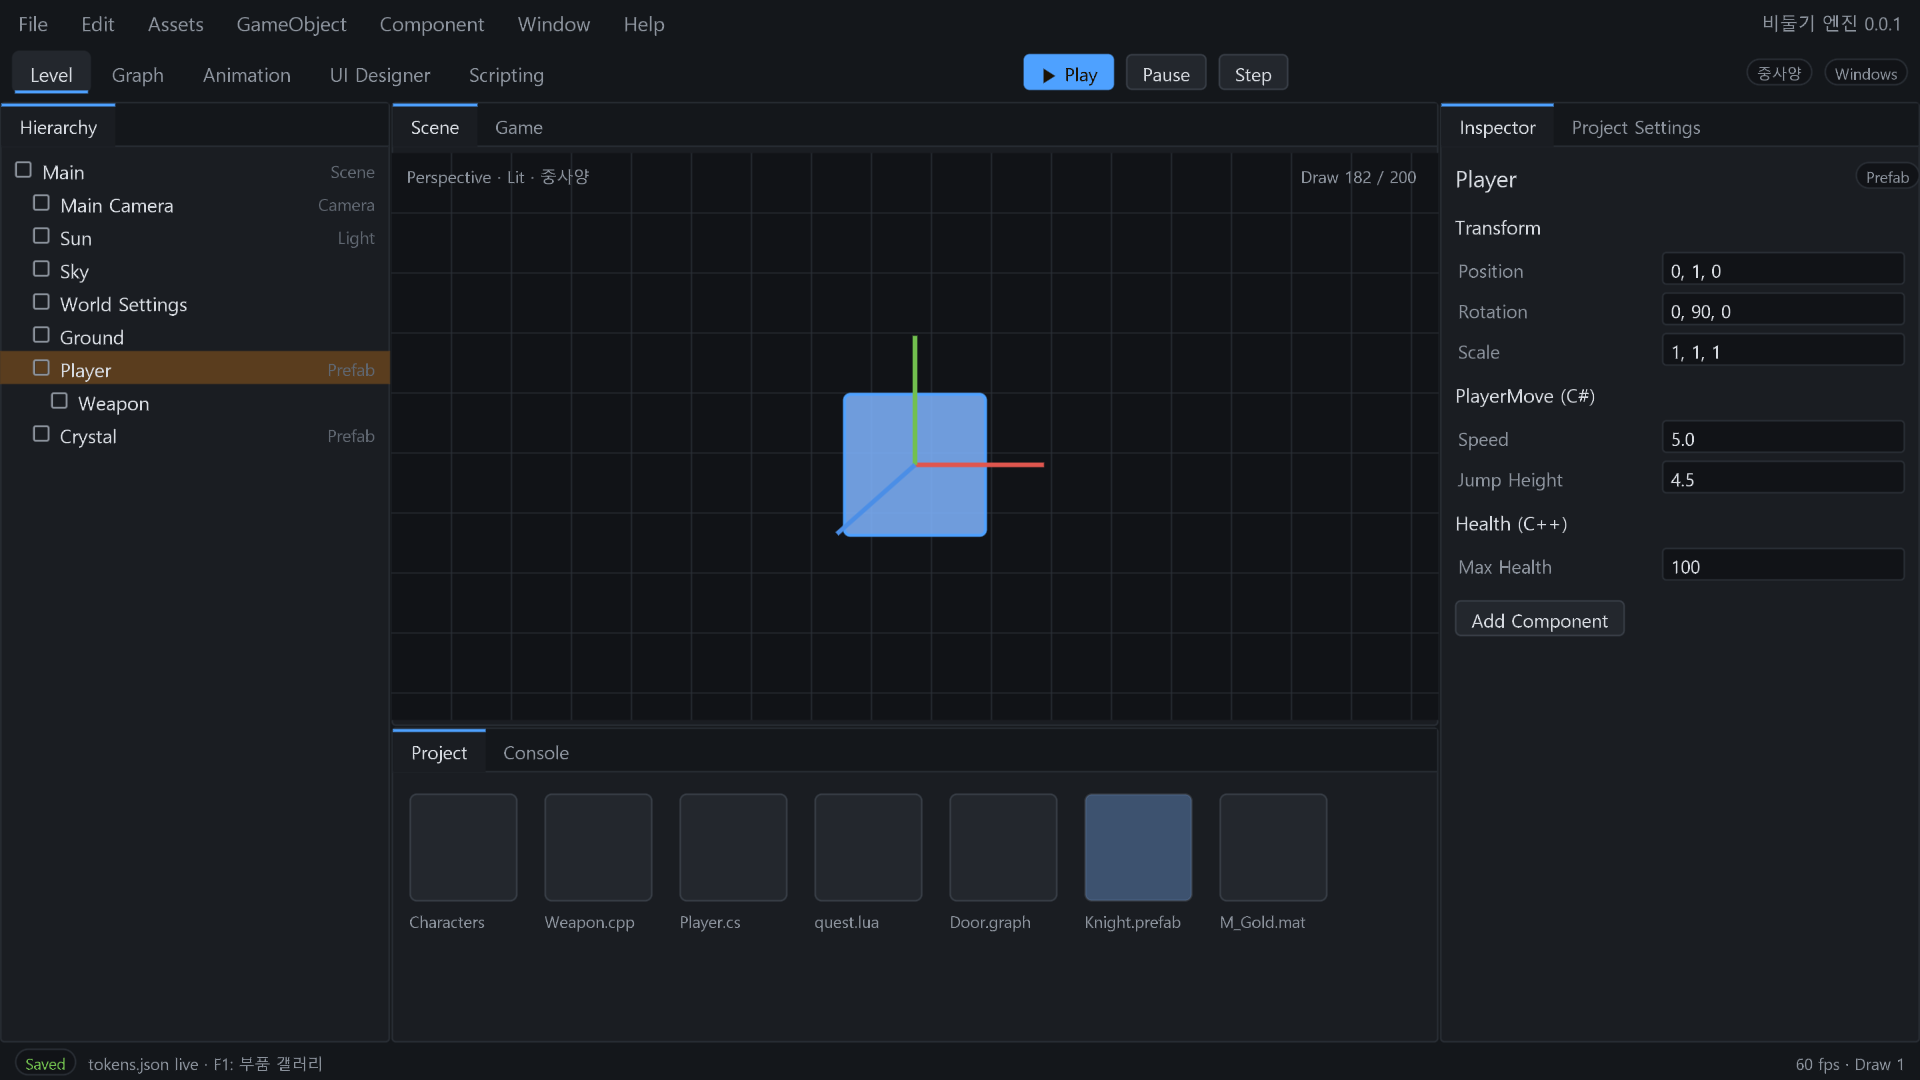 File Edit Assets GameObject Component Window Help 비둘기 엔진 0.0.1
Level Graph Animation UI Designer Scripting ▶ Play Pause Step 중사양 Windows
Hierarchy
Main Scene
Main Camera Camera
Sun Light
Sky
World Settings
Ground
Player Prefab
Weapon
Crystal Prefab
Scene Game
Perspective · Lit · 중사양 Draw 182 / 200
Project Console
Characters Weapon.cpp Player.cs quest.lua Door.graph Knight.prefab M_Gold.mat
Inspector Project Settings
Player Prefab
Transform
Position 0, 1, 0
Rotation 0, 90, 0
Scale 1, 1, 1
PlayerMove (C#)
Speed 5.0
Jump Height 4.5
Health (C++)
Max Health 100
Add Component
Saved tokens.json live · F1: 부품 갤러리 60 fps · Draw 1